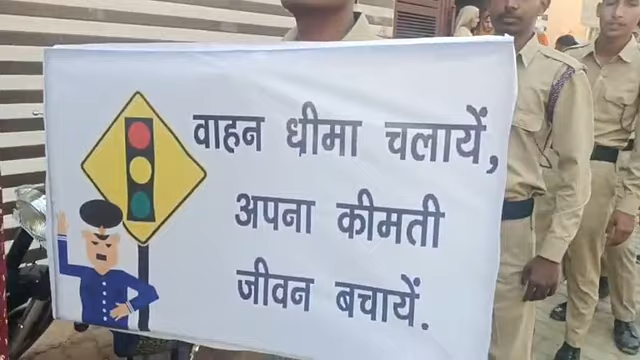 वाहन धीमा चलायें,
अपना कीमती
जीवन बचायें.